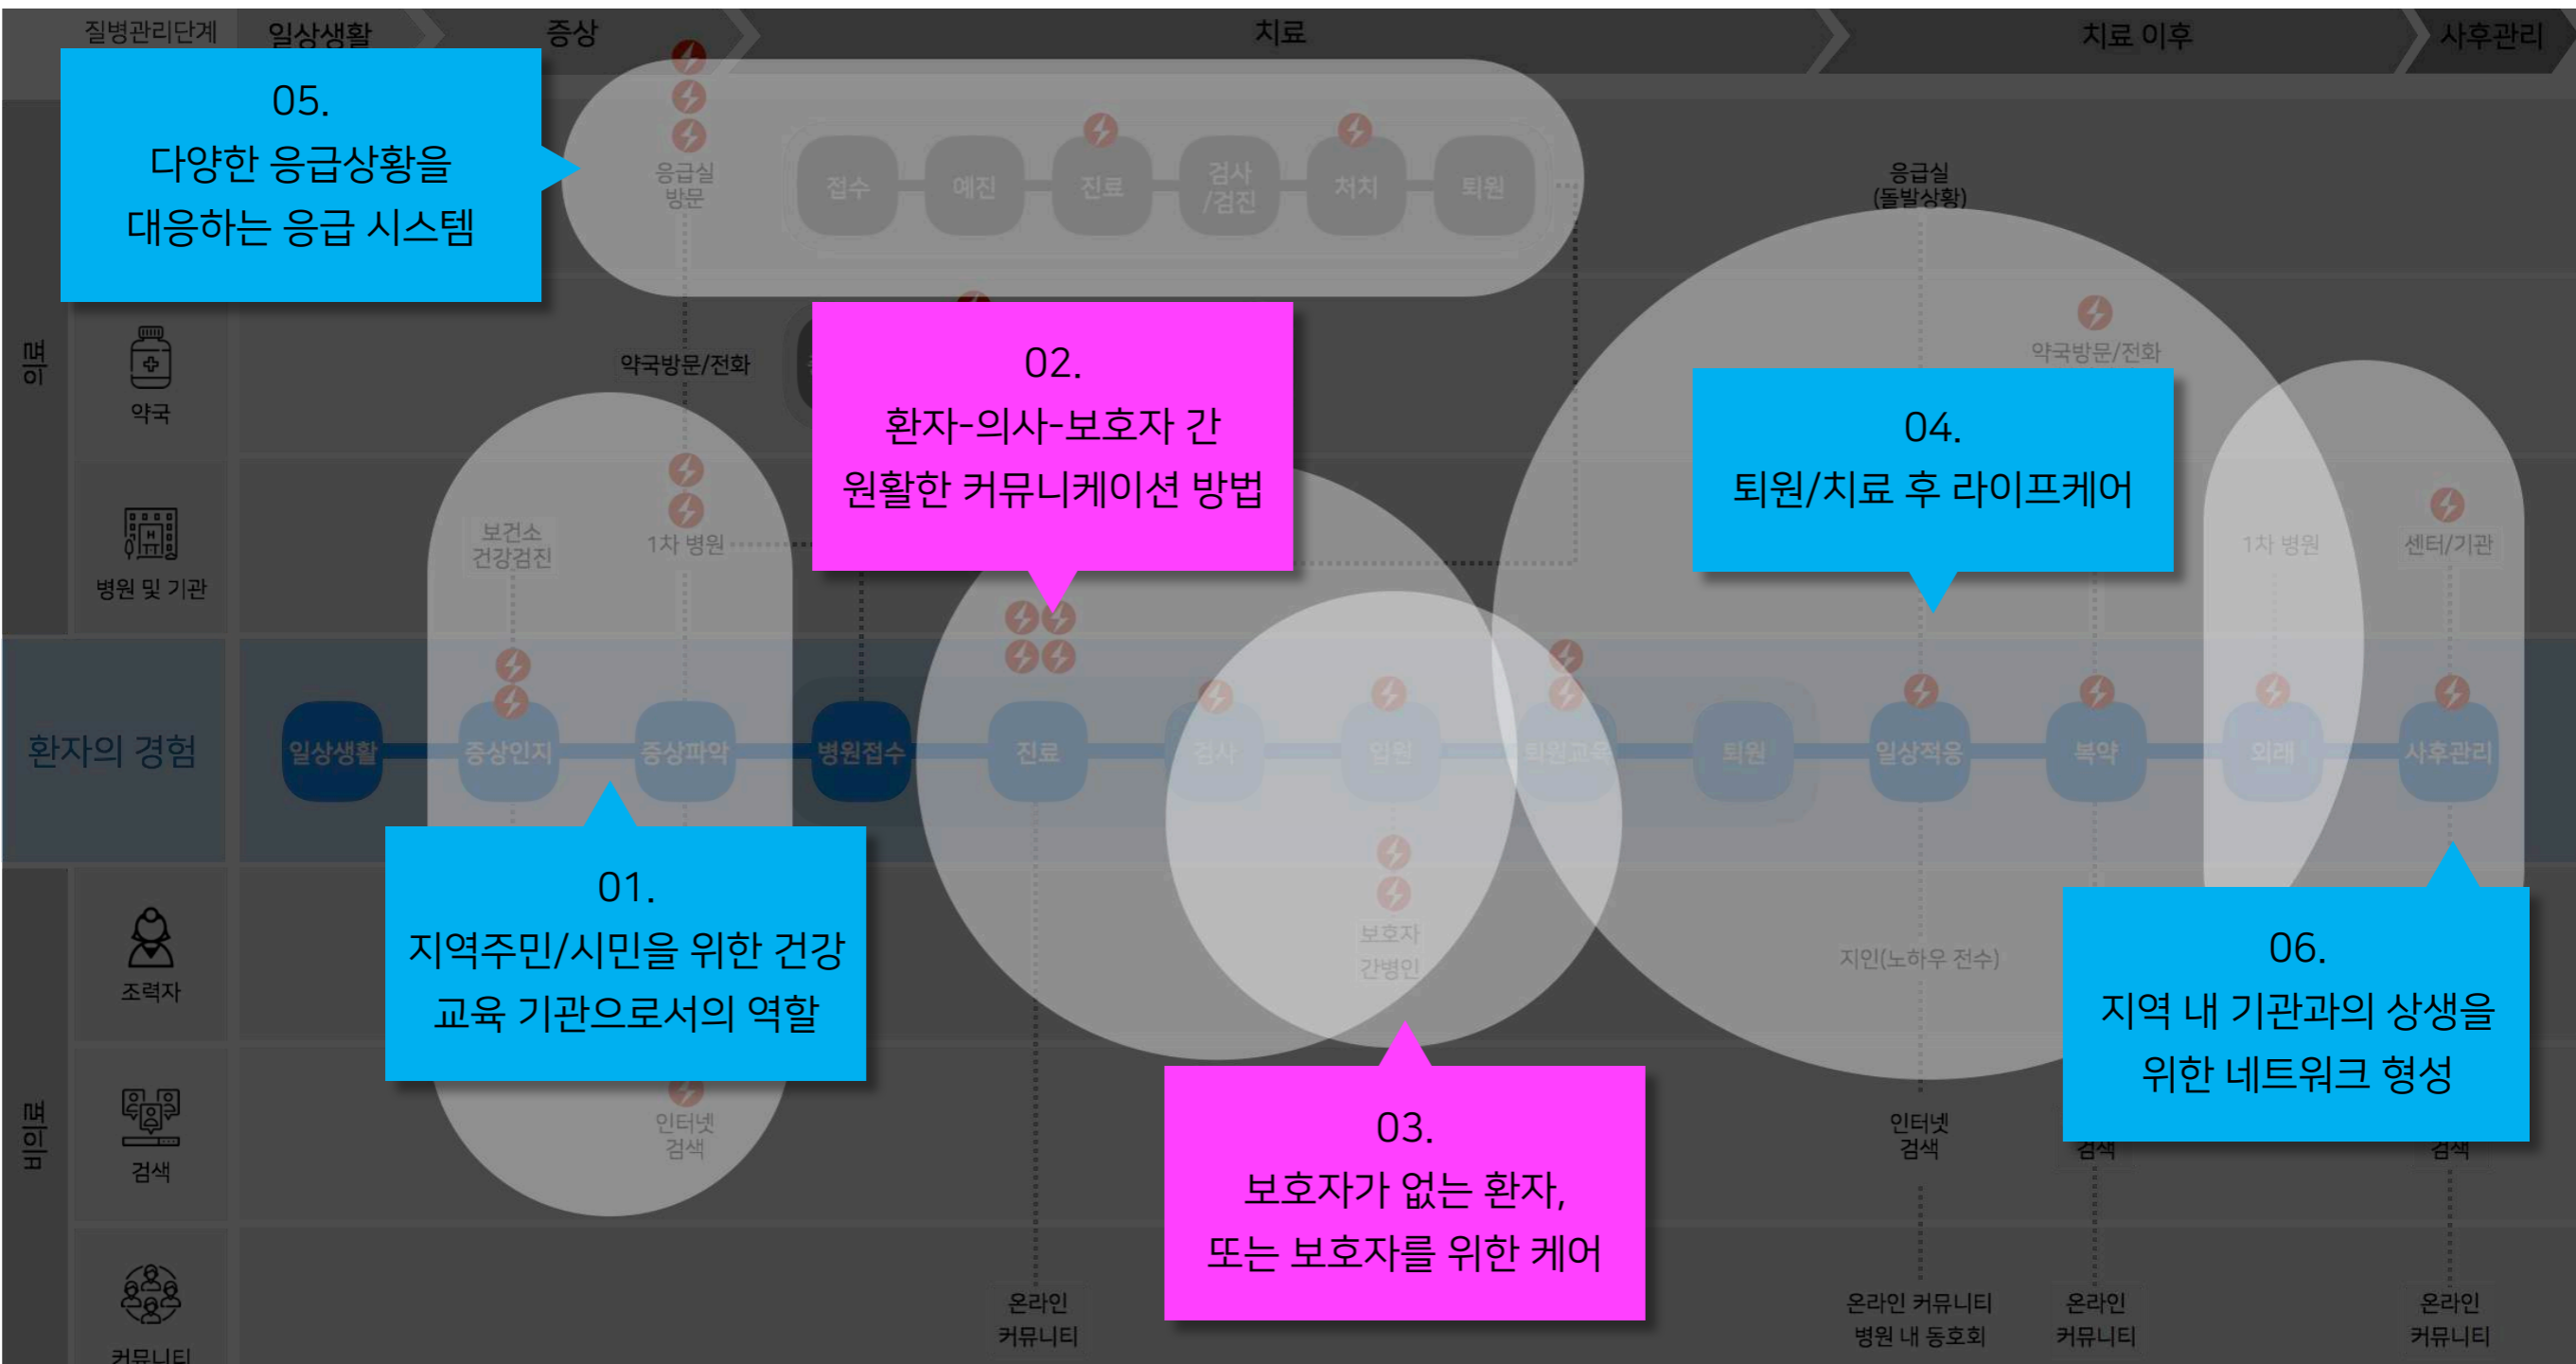 질병관리단계
일상생활
증상
치료
치료 이후
사후관리
05.
다양한 응급상황을
대응하는 응급 시스템
응급실
방문
접수
예진
진료
검사
/검진
처치
퇴원
응급실
(돌발상황)
의료
약국
약국방문/전화
02.
환자-의사-보호자 간
원활한 커뮤니케이션 방법
약국방문/전화
04.
퇴원/치료 후 라이프케어
병원 및 기관
보건소
건강검진
1차 병원
1차 병원
센터/기관
환자의 경험
일상생활
증상인지
증상파악
병원접수
진료
검사
입원
퇴원교육
퇴원
일상적응
복약
외래
사후관리
01.
지역주민/시민을 위한 건강
교육 기관으로서의 역할
비의료
조력자
보호자
간병인
지인(노하우 전수)
06.
지역 내 기관과의 상생을
위한 네트워크 형성
검색
인터넷
검색
03.
보호자가 없는 환자,
또는 보호자를 위한 케어
인터넷
검색
검색
검색
커뮤니티
온라인
커뮤니티
온라인 커뮤니티
병원 내 동호회
온라인
커뮤니티
온라인
커뮤니티